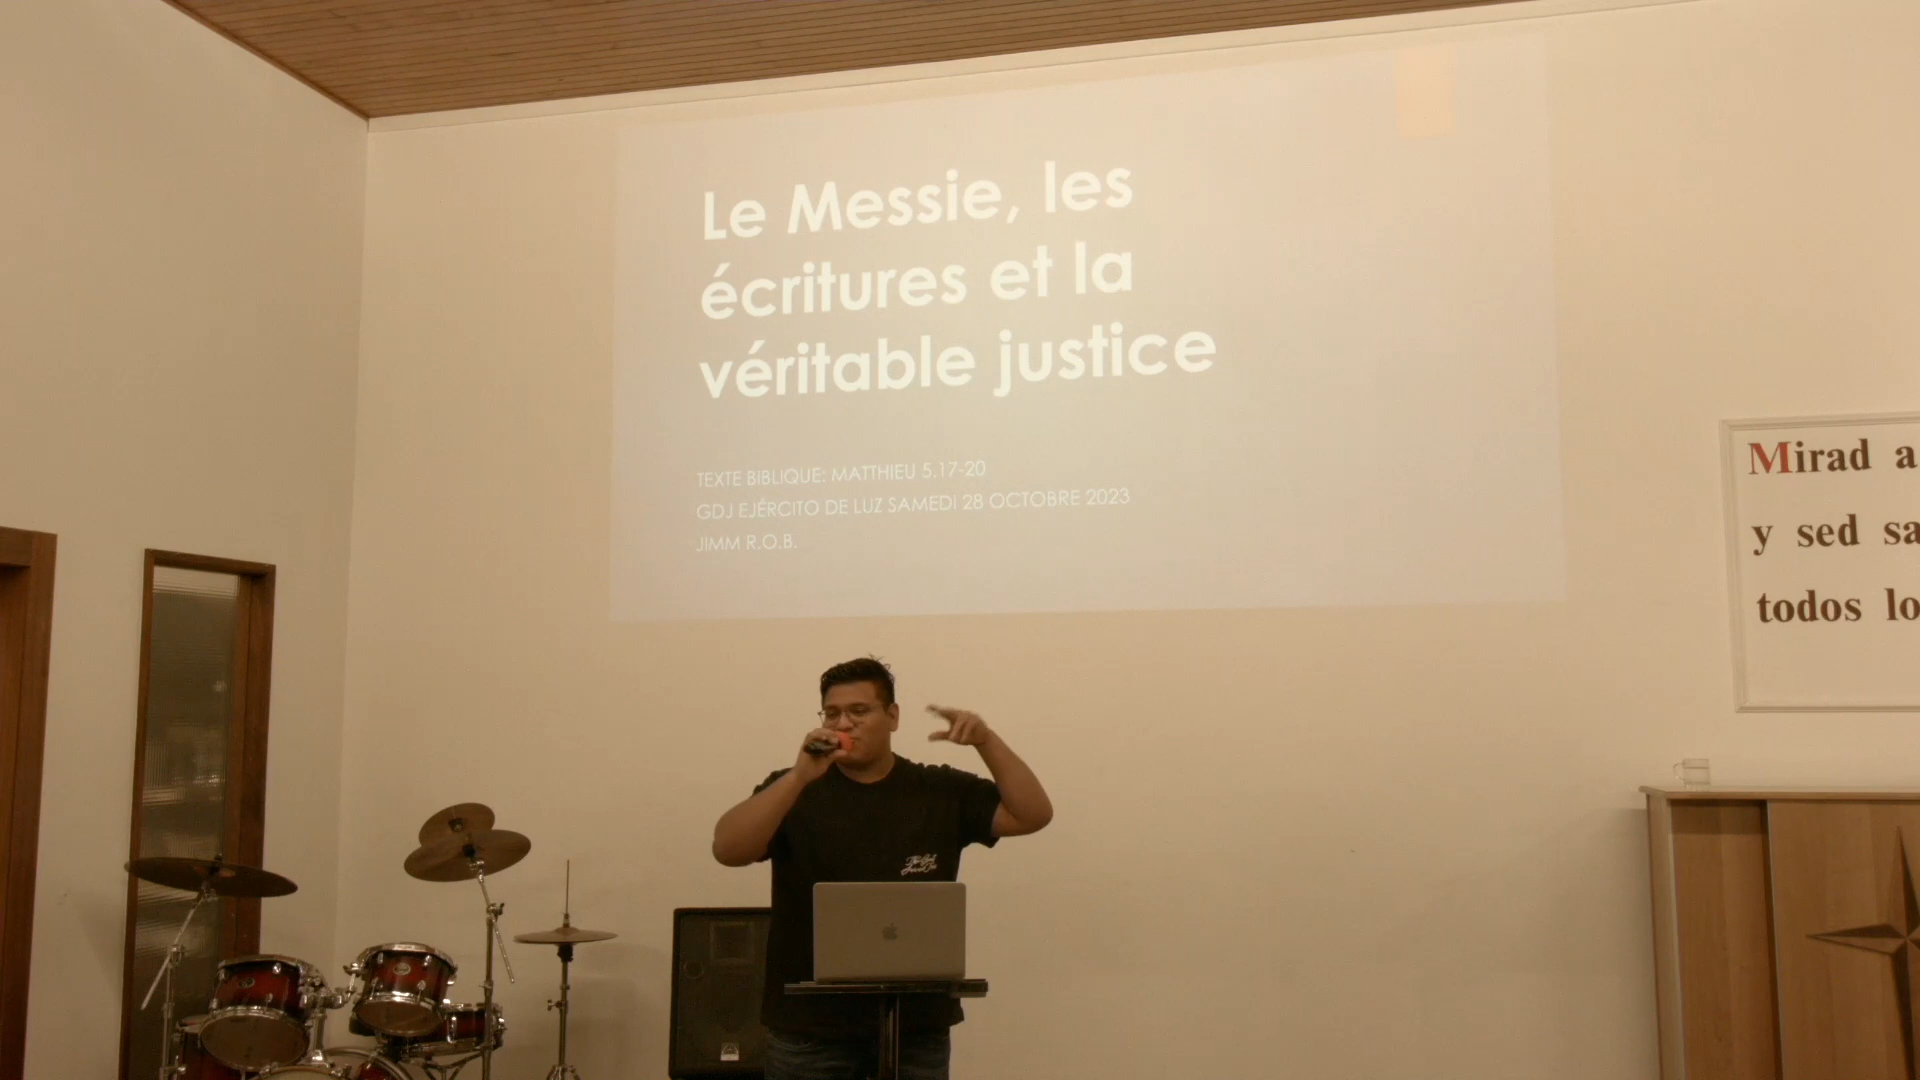 Le Messie, les
écritures et la
véritable justice
TEXTE BIBLIQUE: MATTHIEU 5.17-20
GDJ EJÉRCITO DE LUZ SAMEDI 28 OCTOBRE 2023
JIMM R.O.B.
Mirad a
y sed sa
todos lo